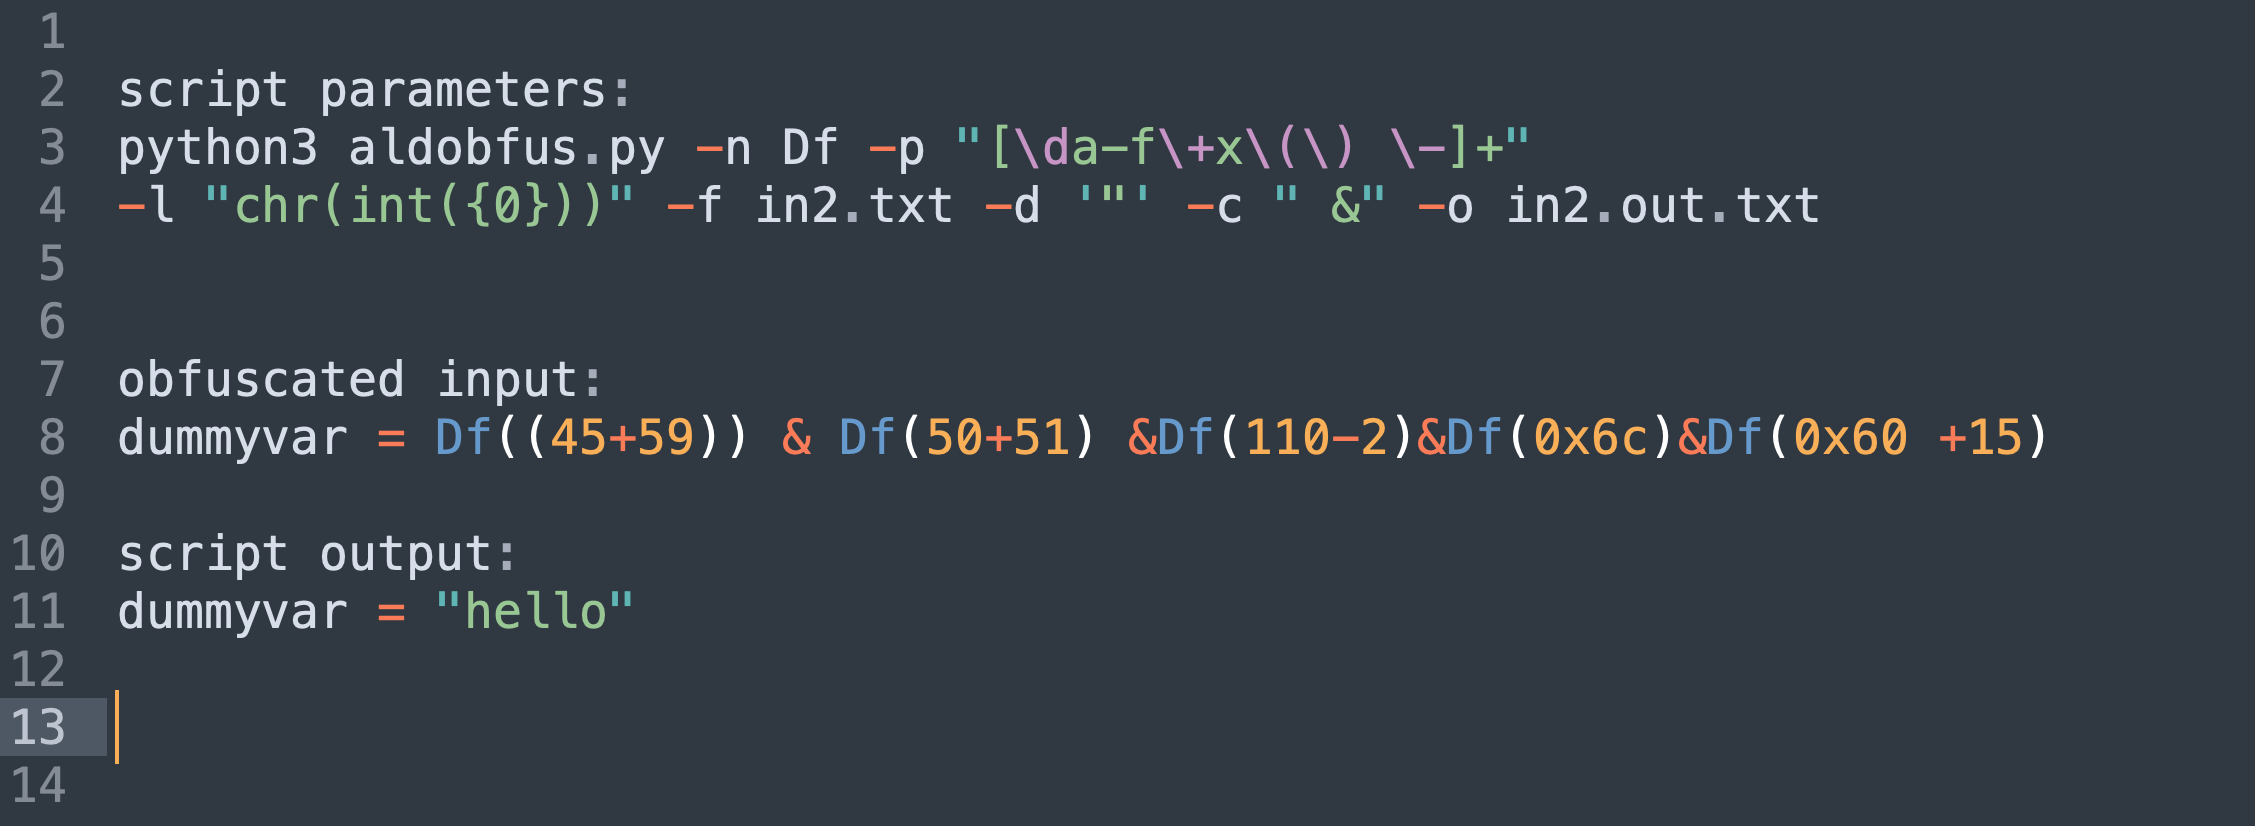 1
2 script parameters:
3 python3 aldobfus.py -n Df -p "[\da-f\+x\(\) \-]+"
4 -l "chr(int({0}))" -f in2.txt -d '"' -c " &" -o in2.out.txt
5
6
7 obfuscated input:
8 dummyvar = Df((45+59)) & Df(50+51) &Df(110-2)&Df(0x6c)&Df(0x60 +15)
9
10 script output:
11 dummyvar = "hello"
12
13
14